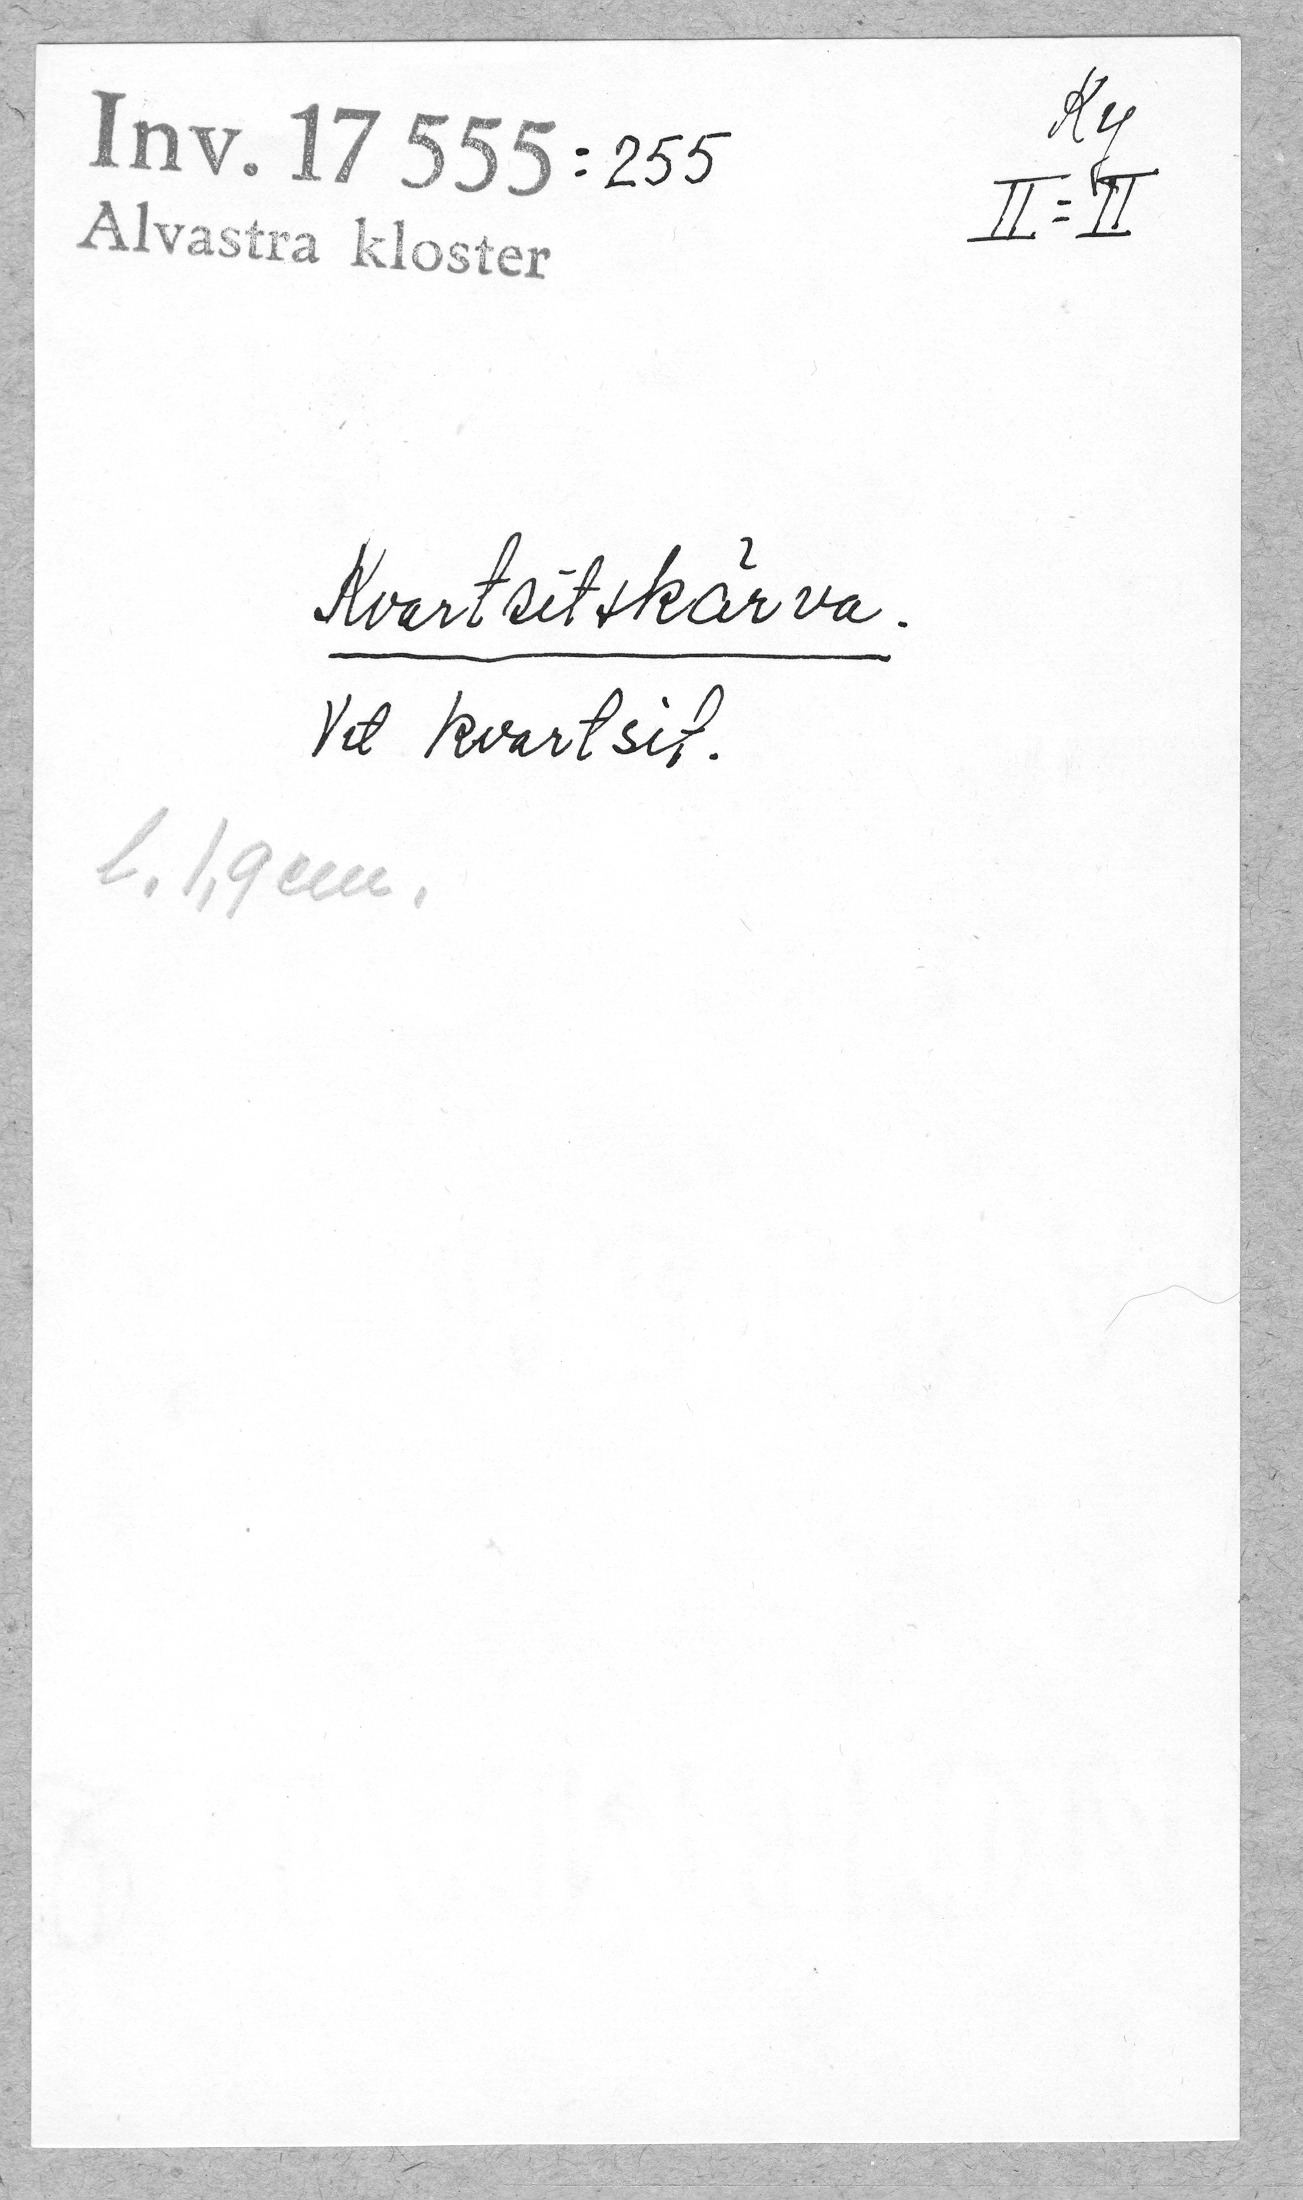 Inv. 17 555:255
Alvastra kloster
Ky
II=II
Kvartsitskärva.
Vit kvartsit.
l. 1,9 cm.